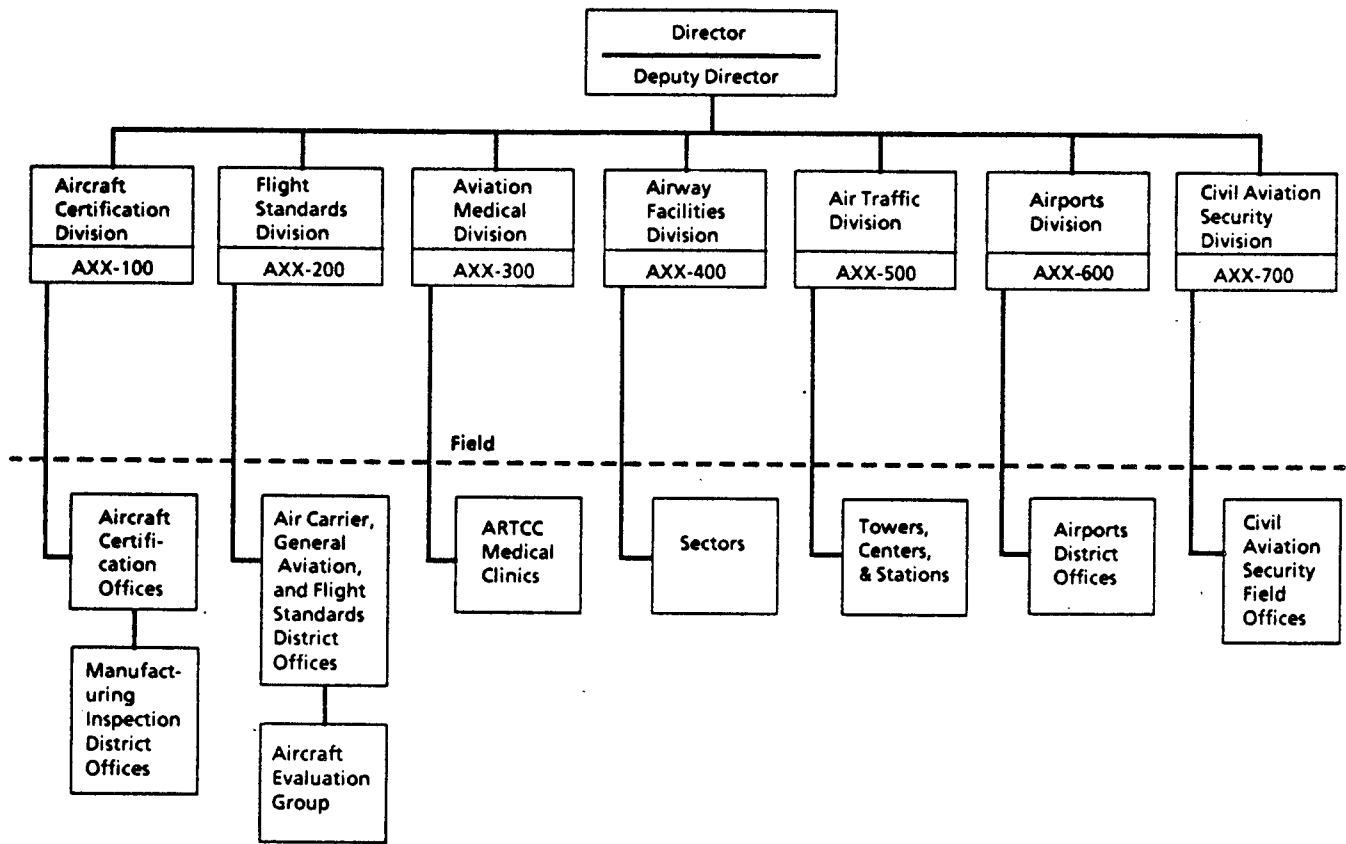 Director
Deputy Director
Aircraft
Certification
Division
AXX-100
Flight
Standards
Division
AXX-200
Aviation
Medical
Division
AXX-300
Airway
Facilities
Division
AXX-400
Air Traffic
Division
AXX-500
Airports
Division
AXX-600
Civil Aviation
Security
Division
AXX-700
Field
Aircraft
Certifi-
cation
Offices
Manufact-
uring
Inspection
District
Offices
Air Carrier,
General
Aviation,
and Flight
Standards
District
Offices
Aircraft
Evaluation
Group
ARTCC
Medical
Clinics
Sectors
Towers,
Centers,
& Stations
Airports
District
Offices
Civil
Aviation
Security
Field
Offices